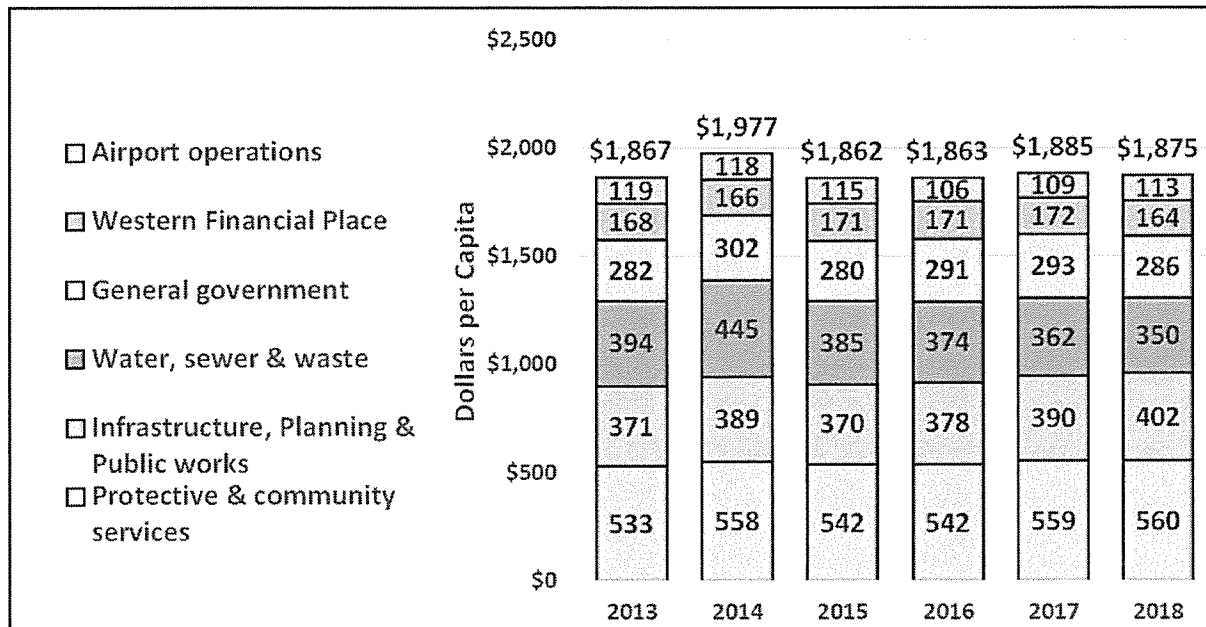 $2,500
$1,977
$1,867 $1,862 $1,863 $1,885 $1,875
$2,000
Airport operations
119 118 115 106 109 113
Western Financial Place
168 166 171 171 172 164
$1,500
General government
282 302 280 291 293 286
Dollars per Capita
Water, sewer & waste
394 445 385 374 362 350
$1,000
Infrastructure, Planning &
Public works
371 389 370 378 390 402
$500
Protective & community
services
533 558 542 542 559 560
$0
2013 2014 2015 2016 2017 2018